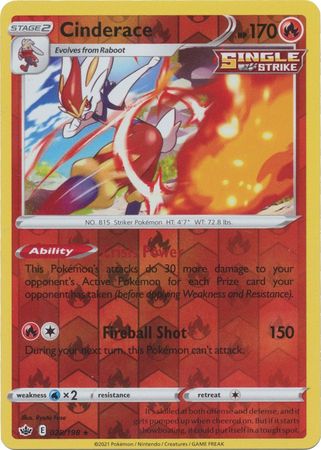 STAGE 2
Cinderace
HP 170
Evolves from Raboot
SINGLE
STRIKE
NO. 815 Striker Pokémon HT: 4'7" WT: 72.8 lbs.
Ability Crisis Power
This Pokémon's attacks do 30 more damage to your
opponent's Active Pokémon for each Prize card your
opponent has taken (before applying Weakness and Resistance).
Fireball Shot 150
During your next turn, this Pokémon can't attack.
weakness ×2 resistance retreat
Illus. Ryuta Fuse
It's skilled at both offense and defense, and it
gets pumped up when cheered on. But if it starts
showboating, it could put itself in a tough spot.
E 028/198 ★
©2021 Pokémon / Nintendo / Creatures / GAME FREAK